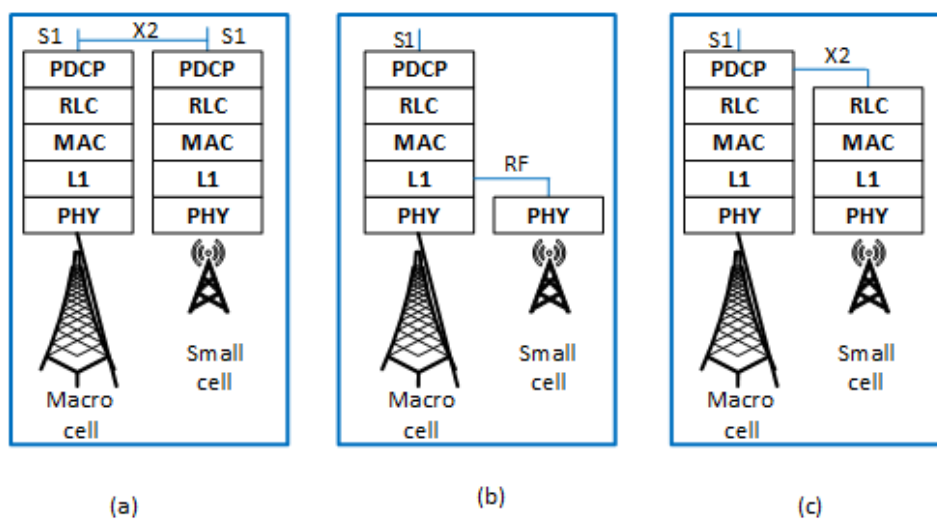 S1 X2 S1
PDCP PDCP
RLC RLC
MAC MAC
L1 L1
PHY PHY
Small
cell
Macro
cell
(a)
S1
PDCP
RLC
MAC
L1 RF
PHY PHY
Small
cell
Macro
cell
(b)
S1
PDCP X2
RLC RLC
MAC MAC
L1 L1
PHY PHY
Small
cell
Macro
cell
(c)